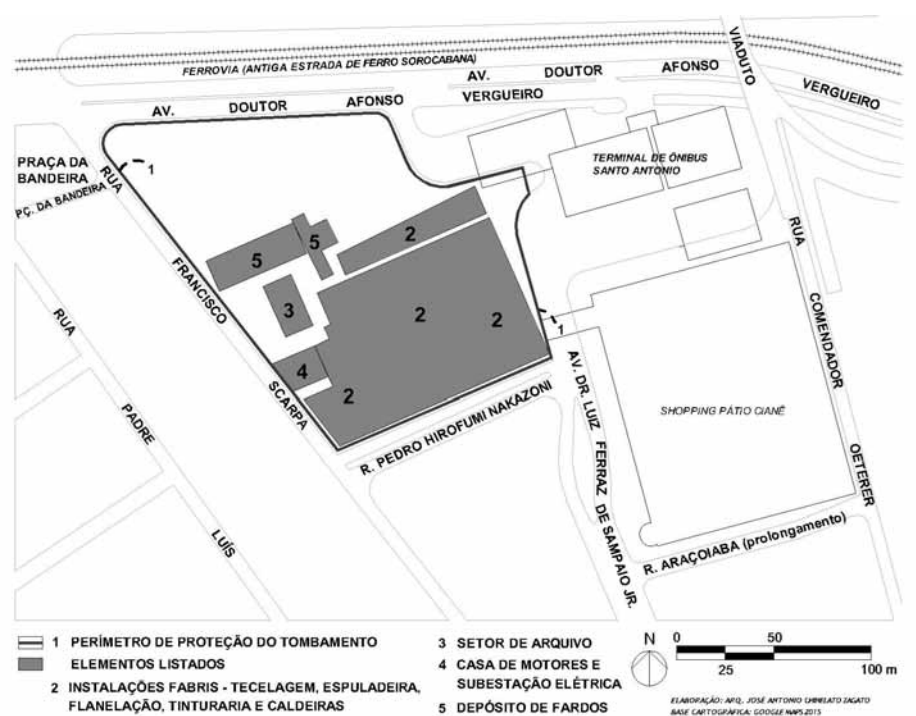 FERROVIA (ANTIGA ESTRADA DE FERRO SOROCABANA)
AV. DOUTOR AFONSO VERGUEIRO
AV. DOUTOR AFONSO VERGUEIRO
VIADUTO
PRAÇA DA
BANDEIRA
PÇ. DA BANDEIRA
1
TERMINAL DE ÔNIBUS
SANTO ANTONIO
RUA FRANCISCO SCARPA
5
5
2
3
2
2
4
2
1
RUA PADRE LUÍS
R. PEDRO HIROFUMI NAKAZONI
AV. DR. LUIZ FERRAZ DE SAMPAIO JR.
SHOPPING PÁTIO CIANÊ
RUA COMENDADOR OETERER
R. ARAÇOIABA (prolongamento)
1 PERÍMETRO DE PROTEÇÃO DO TOMBAMENTO
ELEMENTOS LISTADOS
2 INSTALAÇÕES FABRIS - TECELAGEM, ESPULADEIRA,
FLANELAÇÃO, TINTURARIA E CALDEIRAS
3 SETOR DE ARQUIVO
4 CASA DE MOTORES E
SUBESTAÇÃO ELÉTRICA
5 DEPÓSITO DE FARDOS
N
0 50
25 100 m
ELABORAÇÃO: ARQ. JOSÉ ANTONIO ZAGATO
BASE CARTOGRÁFICA: GOOGLE MAPS 2015